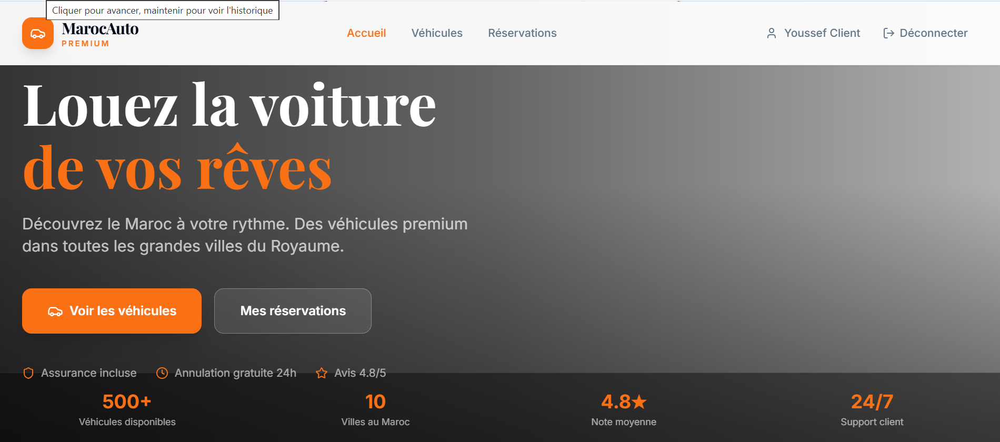 Cliquer pour avancer, maintenir pour voir l'historique
MarocAuto
PREMIUM
Accueil
Véhicules
Réservations
Youssef Client
Déconnecter
Louez la voiture
de vos rêves
Découvrez le Maroc à votre rythme. Des véhicules premium
dans toutes les grandes villes du Royaume.
Voir les véhicules
Mes réservations
Assurance incluse
Annulation gratuite 24h
Avis 4.8/5
500+
Véhicules disponibles
10
Villes au Maroc
4.8★
Note moyenne
24/7
Support client